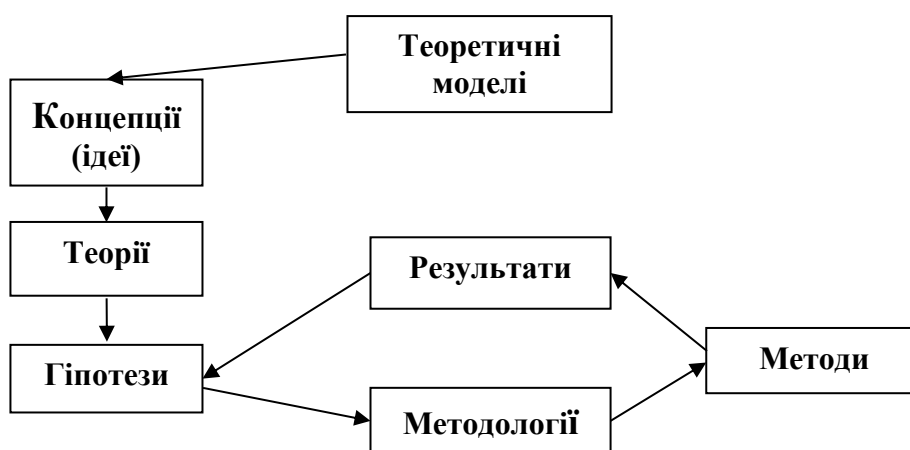 Теоретичні
моделі
Концепції
(ідеї)
Теорії
Результати
Методи
Гіпотези
Методології